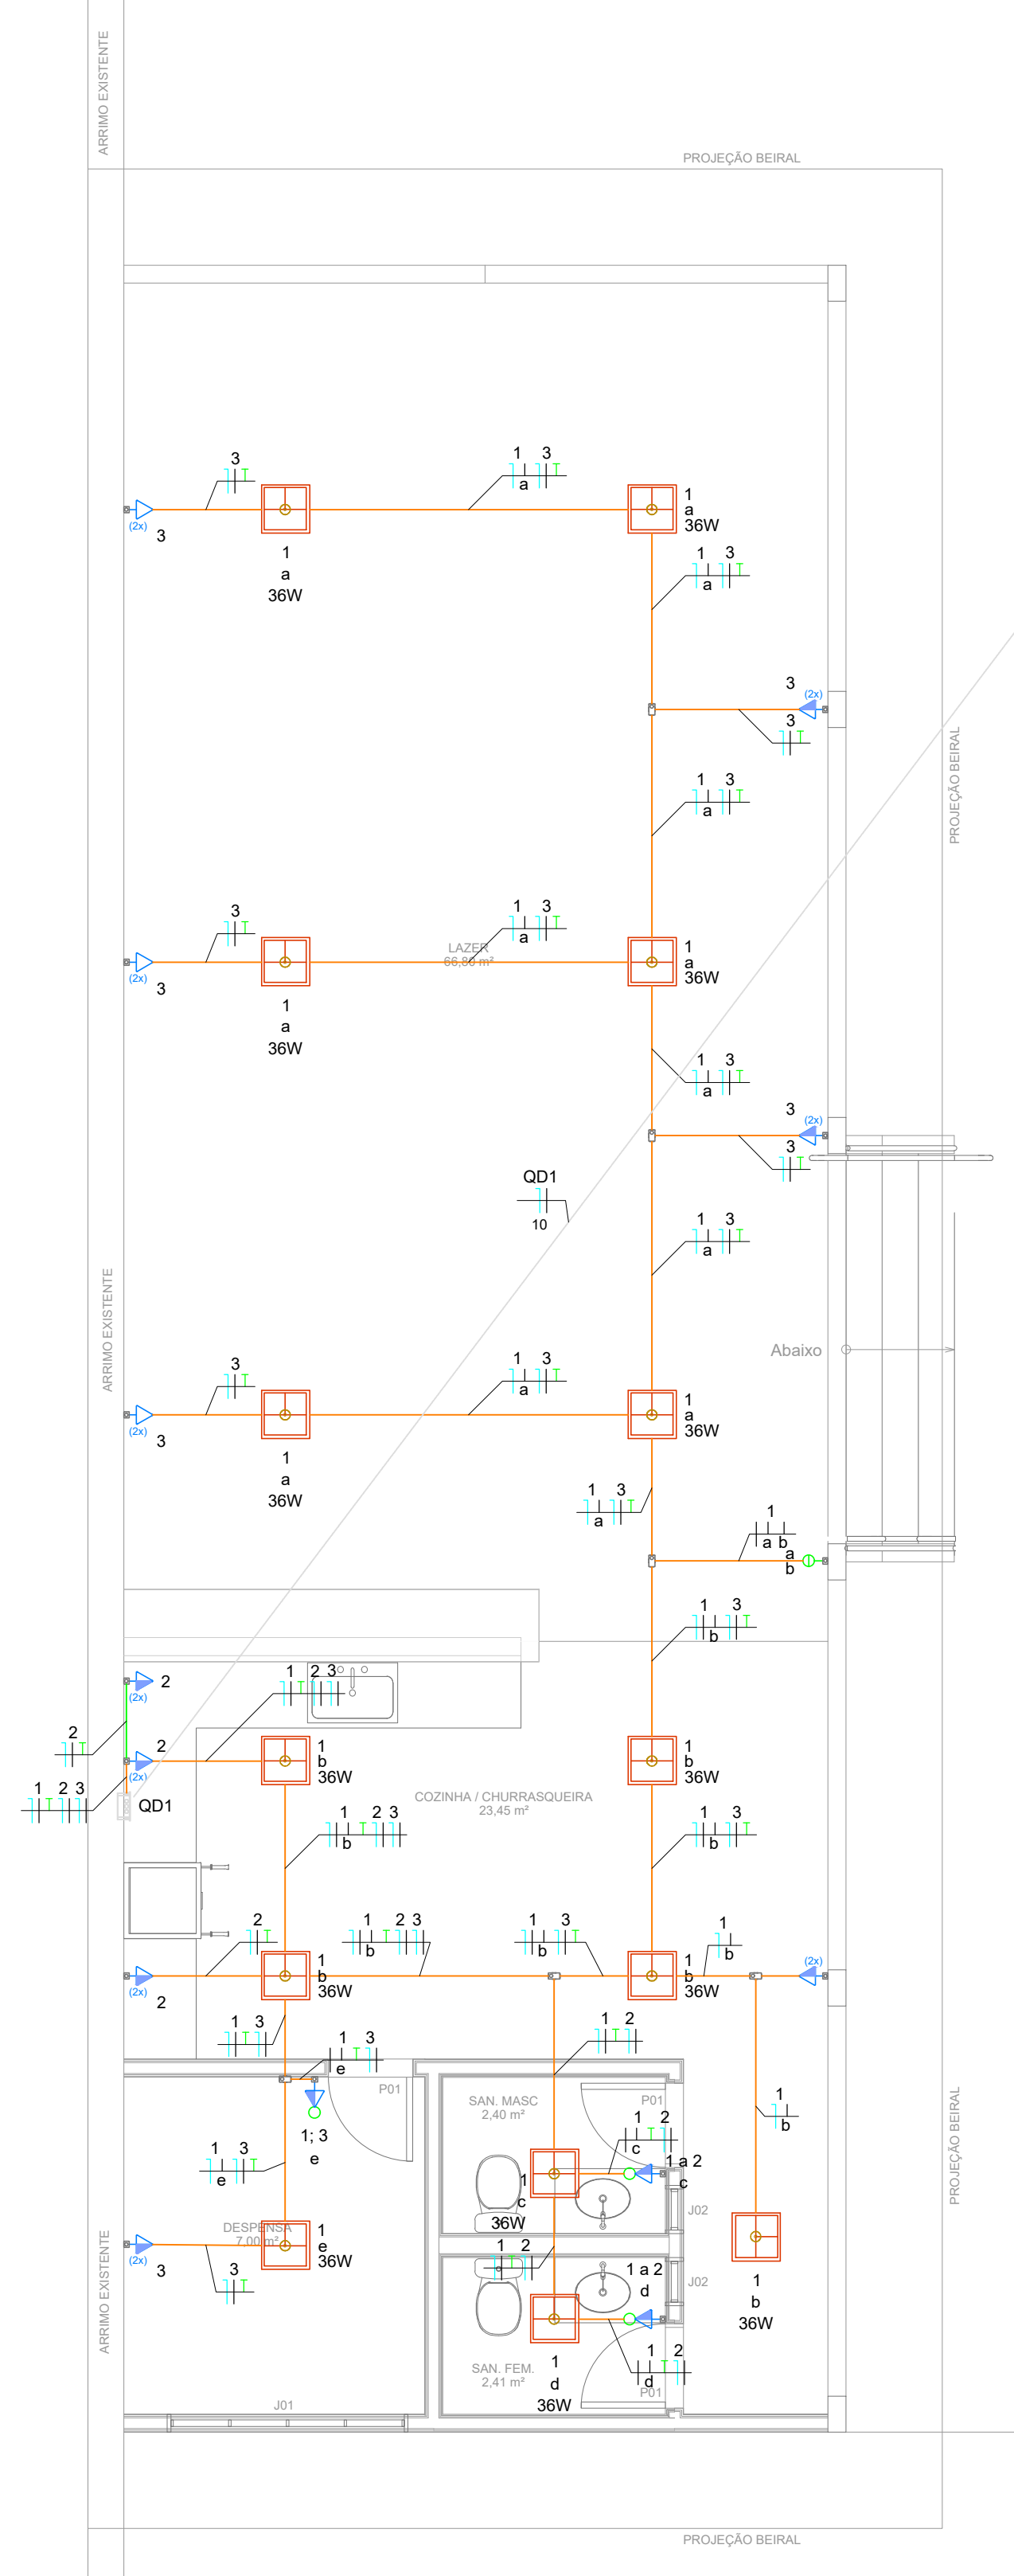 ARRIMO EXISTENTE
PROJEÇÃO BEIRAL
3
1 3
a
1
a
36W
(2x)
3
1
a
36W
1 3
a
3
(2x)
3
PROJEÇÃO BEIRAL
1 3
a
3
1 3
a
LAZER
66,80 m²
1
a
36W
(2x)
3
1
a
36W
1 3
a
3
(2x)
3
QD1
10
1 3
a
ARRIMO EXISTENTE
Abaixo
3
1 3
a
1
a
36W
(2x)
3
1
a
36W
1 3
a
1
a b
a
b
1 3
b
2
(2x)
1 2 3
2
2
(2x)
1
b
36W
1
b
36W
1 2 3
QD1
COZINHA / CHURRASQUEIRA
23,45 m²
1 2 3
b
1 3
b
2
1 2 3
b
1 3
b
1
b
(2x)
1
b
36W
1
b
36W
(2x)
2
1 3
1 3
e
1 2
P01
SAN. MASC
2,40 m²
P01
1
b
PROJEÇÃO BEIRAL
1; 3
e
1 2
c
1 3
e
1 a 2
c
1
c
36W
J02
DESPENSA
7,00 m²
1
e
36W
(2x)
3
3
1 2
1 a 2
d
J02
1
b
36W
ARRIMO EXISTENTE
SAN. FEM.
2,41 m²
1
d
36W
1 2
d
P01
J01
PROJEÇÃO BEIRAL